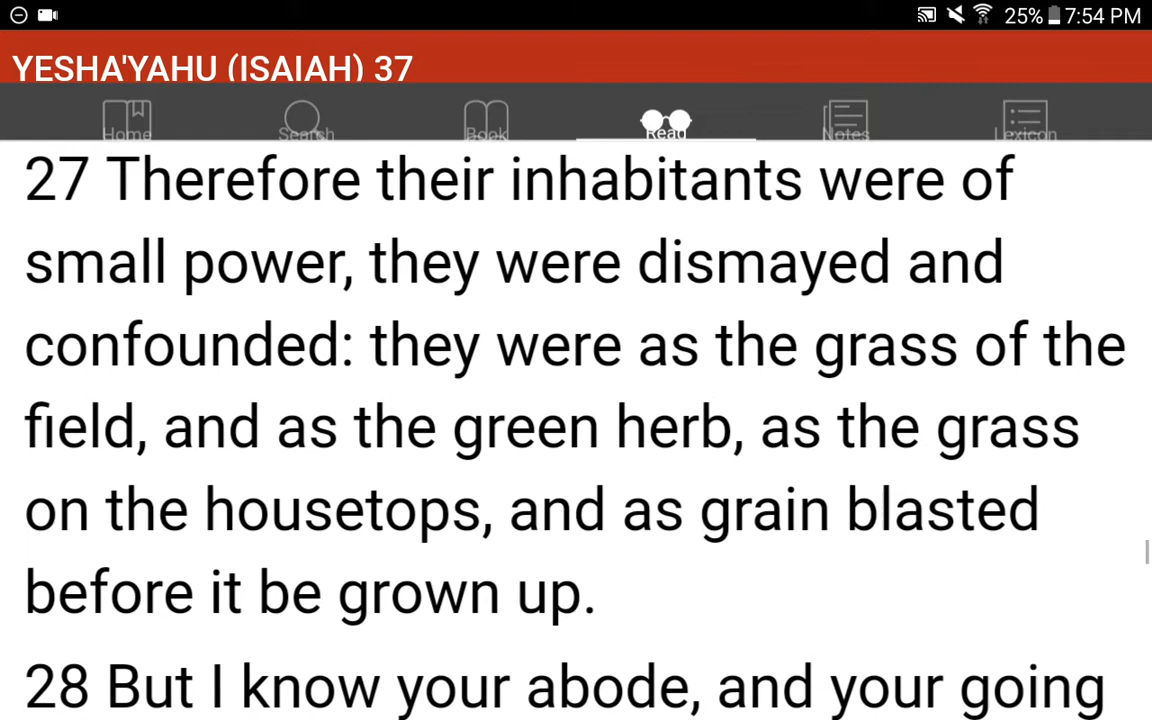 25% 7:54 PM
YESHA'YAHU (ISAIAH) 37
Home Search Book Read Notes Lexicon
27 Therefore their inhabitants were of
small power, they were dismayed and
confounded: they were as the grass of the
field, and as the green herb, as the grass
on the housetops, and as grain blasted
before it be grown up.
28 But I know your abode, and your going